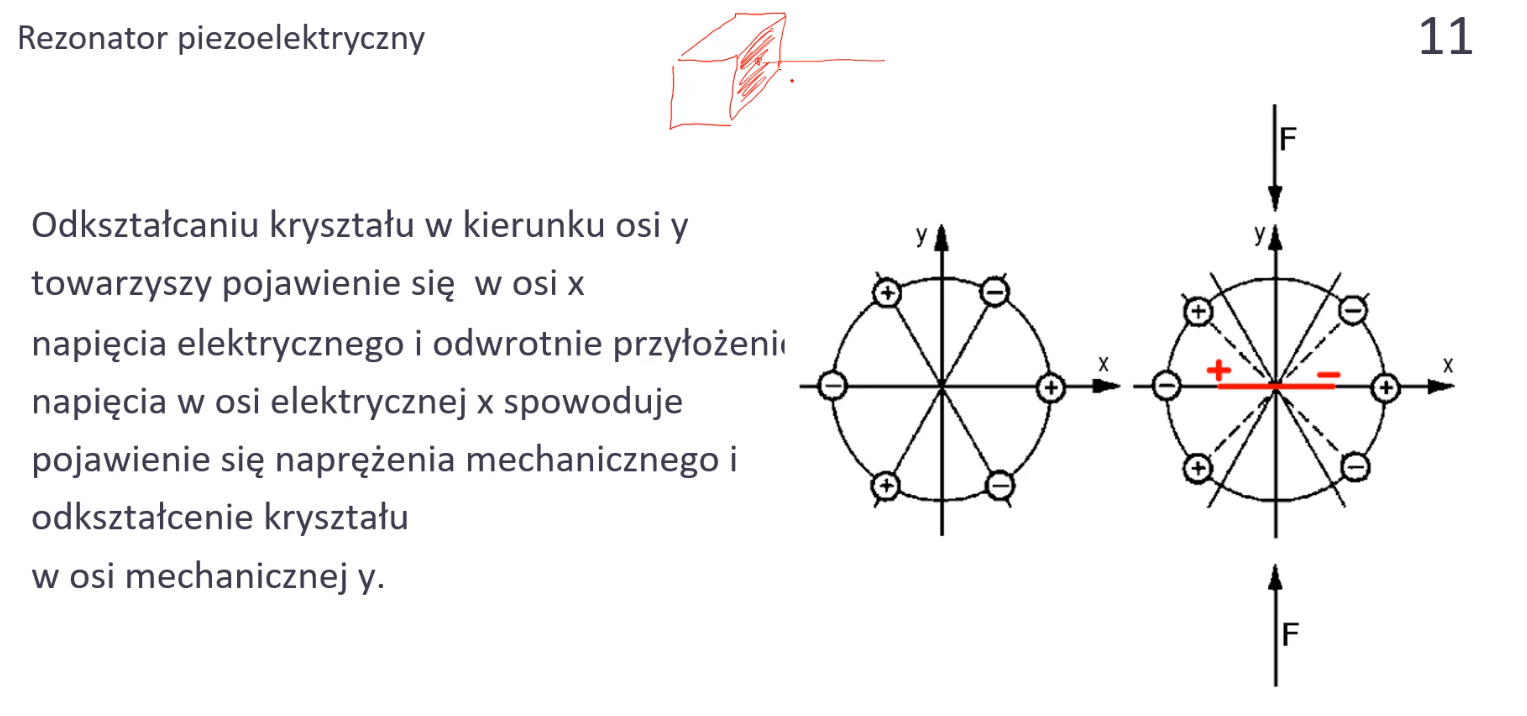 Rezonator piezoelektryczny
11
Odkształcaniu kryształu w kierunku osi y
towarzyszy pojawienie się w osi x
napięcia elektrycznego i odwrotnie przyłożeni
napięcia w osi elektrycznej x spowoduje
pojawienie się naprężenia mechanicznego i
odkształcenie kryształu
w osi mechanicznej y.
F
y
y
+ −
+ −
x
x
+ −
− +
− +
+ −
+ −
F